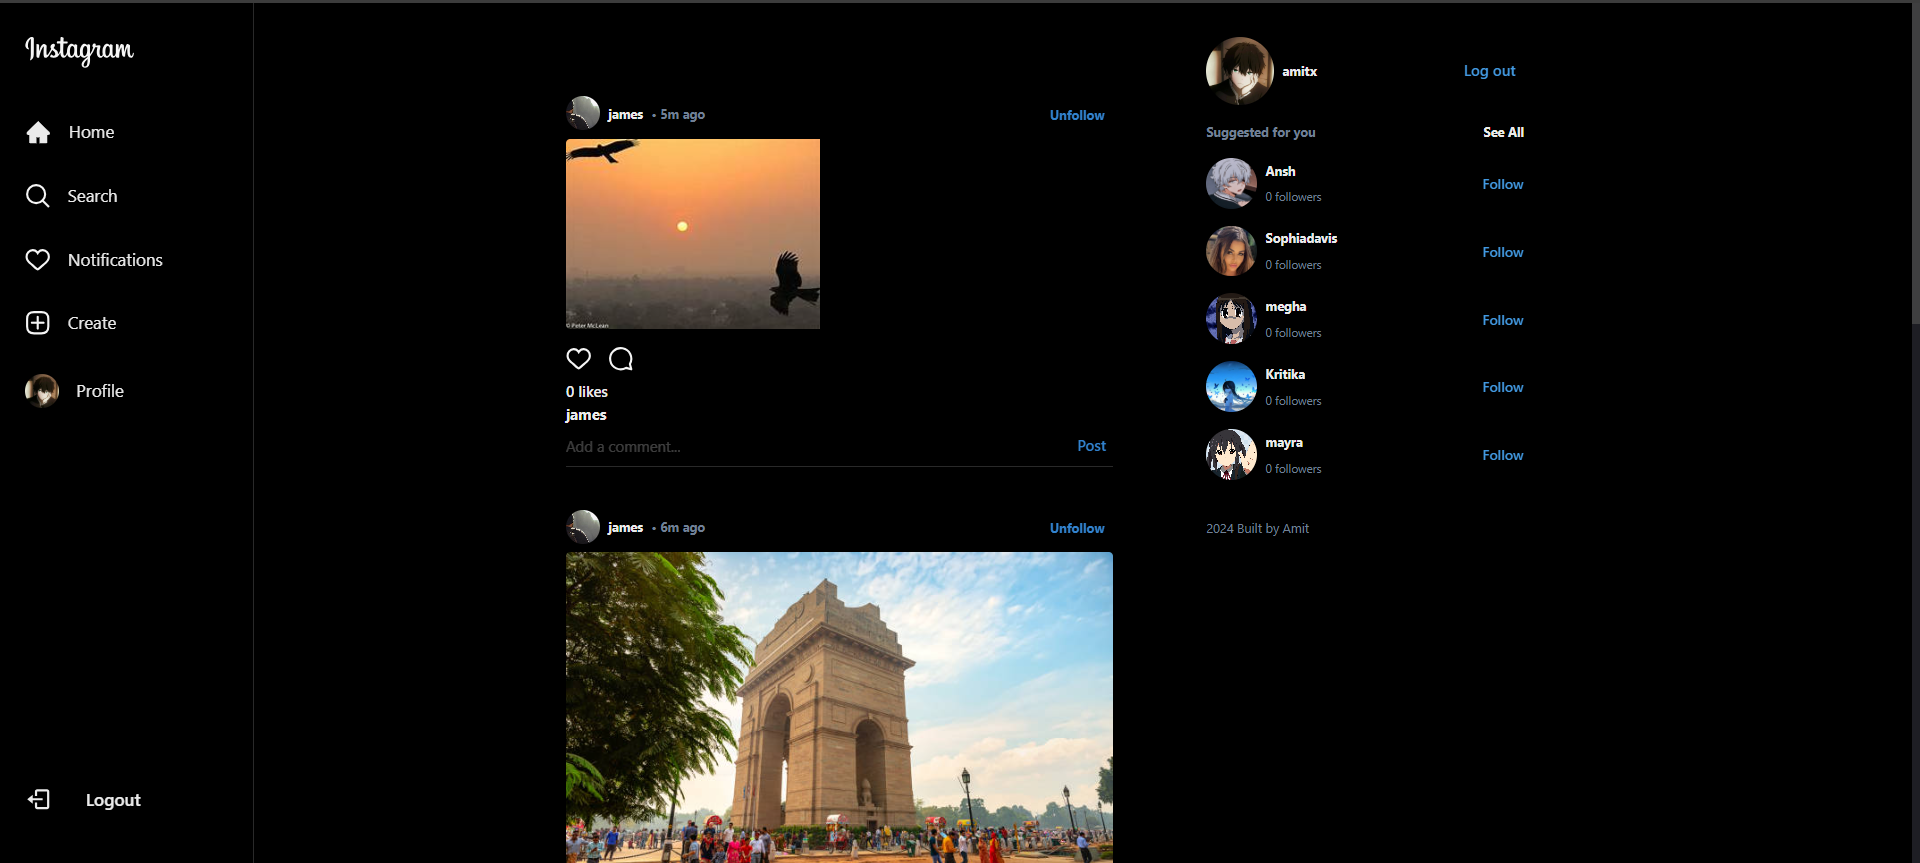 Instagram
Home
Search
Notifications
Create
Profile
Logout
james • 5m ago Unfollow
© Peter McLean
0 likes
james
Add a comment... Post
james • 6m ago Unfollow
amitx Log out
Suggested for you See All
Ansh
0 followers
Follow
Sophiadavis
0 followers
Follow
megha
0 followers
Follow
Kritika
0 followers
Follow
mayra
0 followers
Follow
2024 Built by Amit